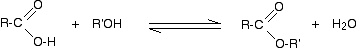 R-C O O-H + R'OH R-C O O-R' + H2O